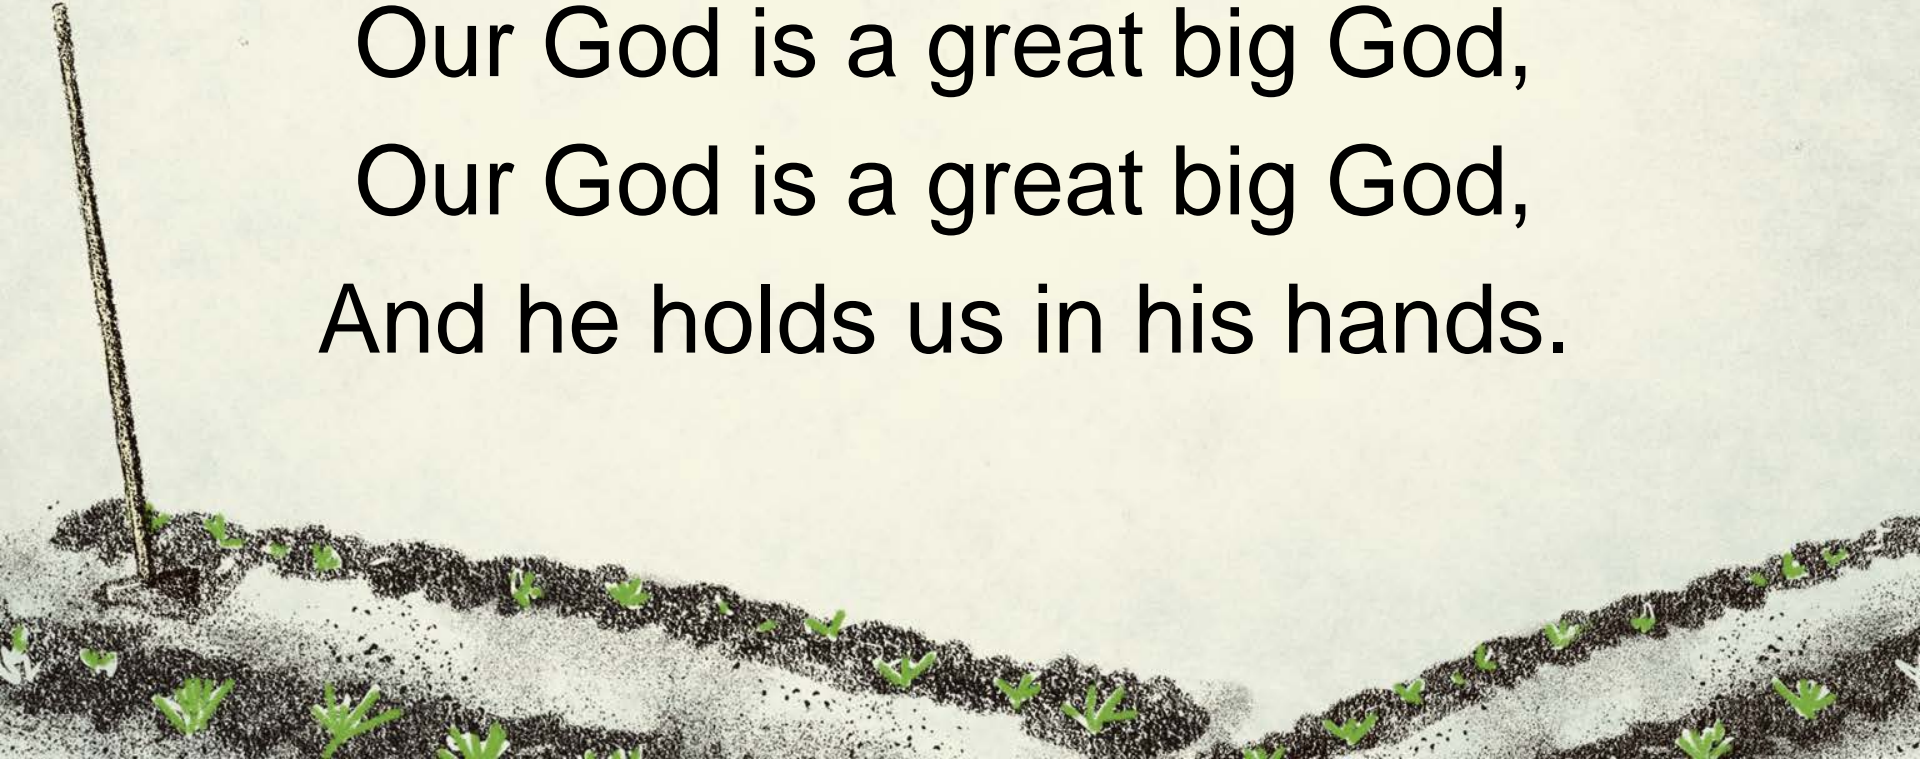 Our God is a great big God,
Our God is a great big God,
And he holds us in his hands.